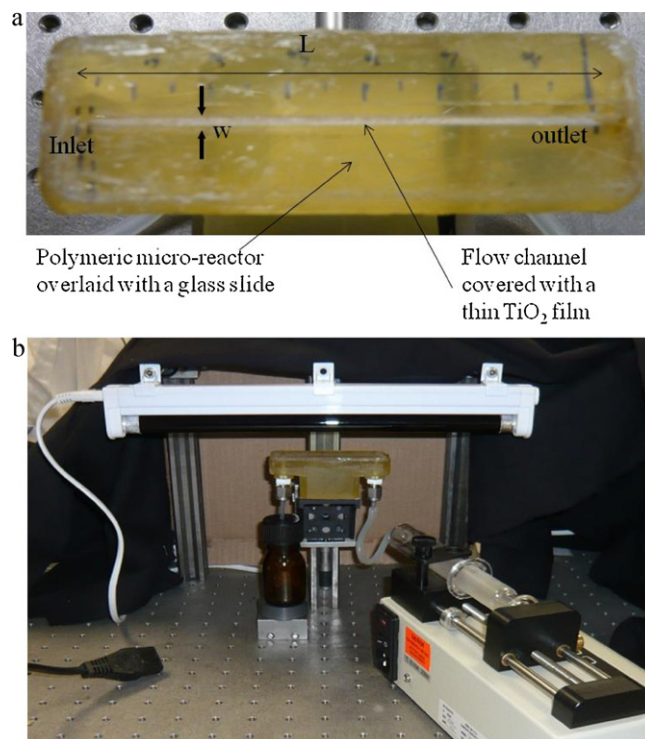 a
L
Inlet
w
outlet
Polymeric micro-reactor
overlaid with a glass slide
Flow channel
covered with a
thin TiO₂ film
b